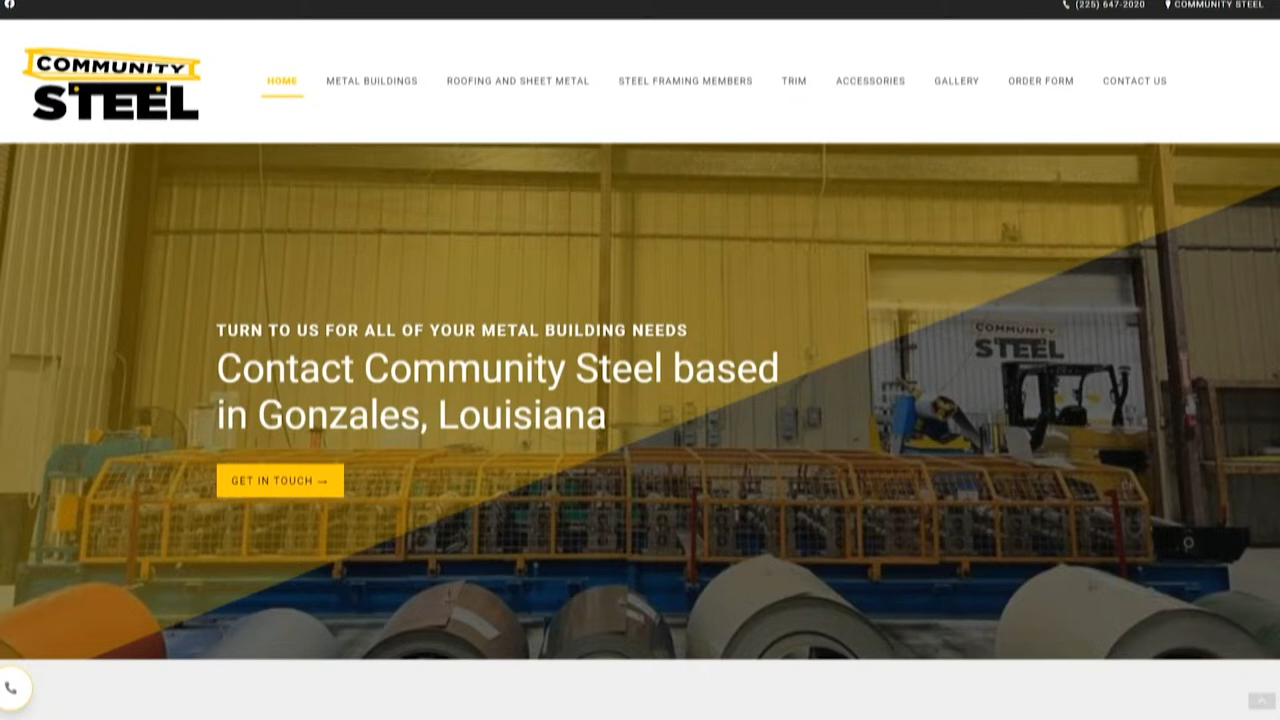 (225) 647-2020
COMMUNITY STEEL
COMMUNITY
STEEL
HOME
METAL BUILDINGS
ROOFING AND SHEET METAL
STEEL FRAMING MEMBERS
TRIM
ACCESSORIES
GALLERY
ORDER FORM
CONTACT US
COMMUNITY
STEEL
TURN TO US FOR ALL OF YOUR METAL BUILDING NEEDS
Contact Community Steel based
in Gonzales, Louisiana
GET IN TOUCH →